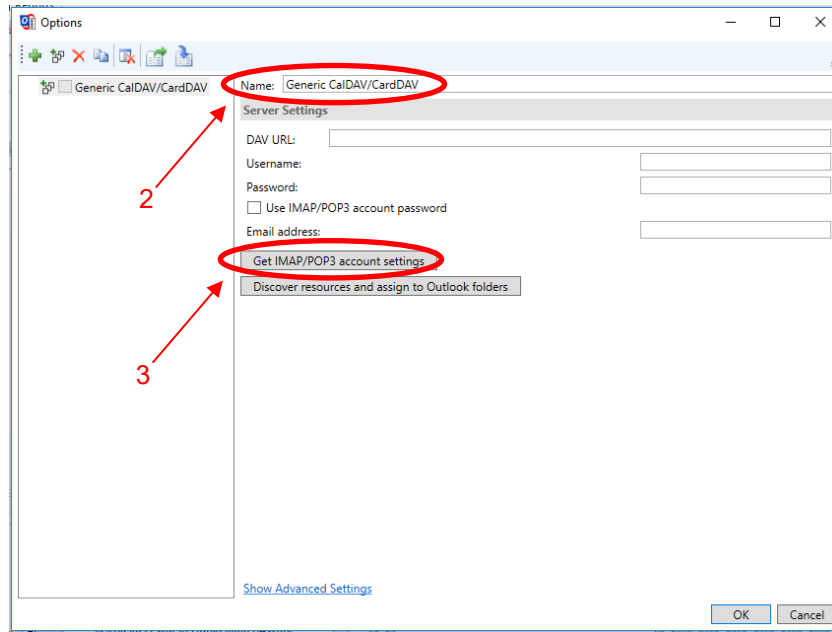 Options
Generic CalDAV/CardDAV
Name: Generic CalDAV/CardDAV
Server Settings
DAV URL:
Username:
Password:
Use IMAP/POP3 account password
Email address:
Get IMAP/POP3 account settings
Discover resources and assign to Outlook folders
2
3
Show Advanced Settings
OK Cancel